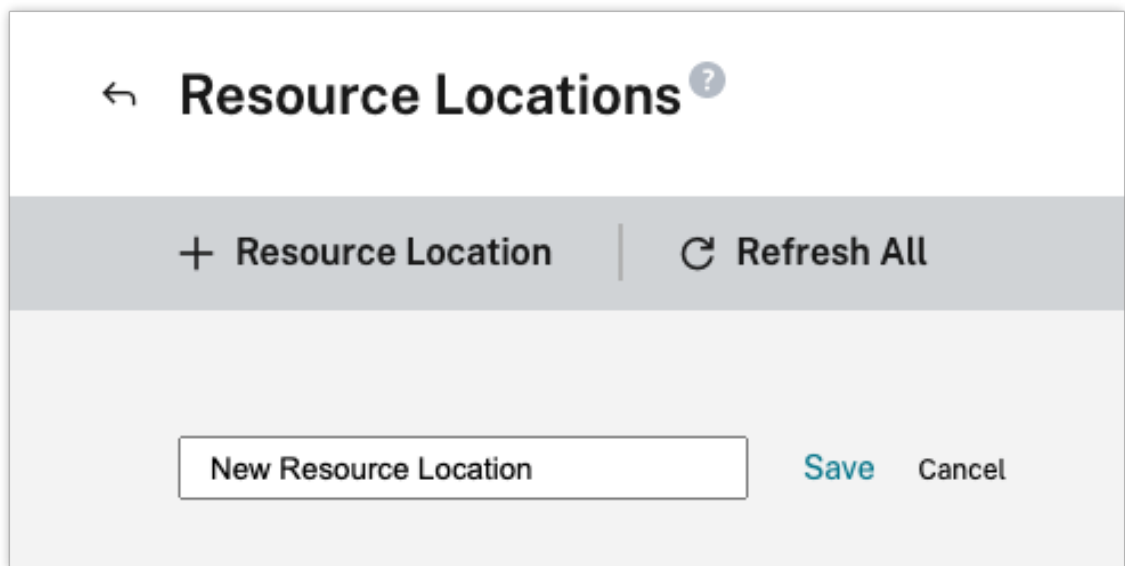 Resource Locations ?
+ Resource Location | Refresh All
New Resource Location Save Cancel